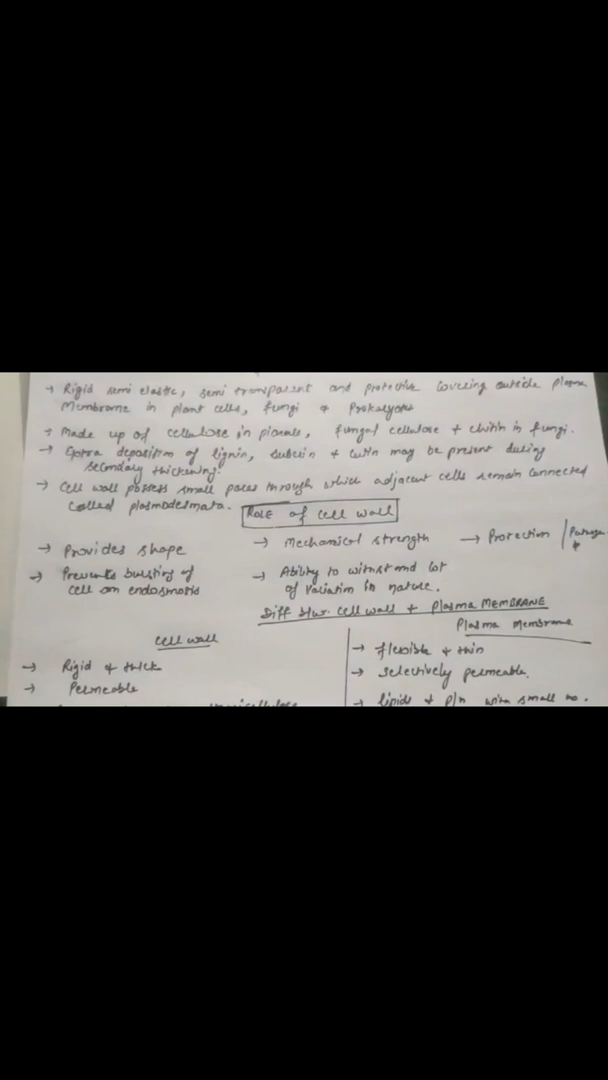 → Rigid semi elastic, semi transparent and protective covering outside plasma
Membrane in plant cells, fungi & Prokaryons
→ Made up of cellulose in plants, fungal cellulose + chitin in fungi.
→ Extra deposition of lignin, suberin + cutin may be present during
secondary thickening.
→ Cell wall possess small pores through which adjacent cells remain connected
called plasmodesmata.
Role of cell wall
→ Provides shape → Mechanical strength → Protection
→ Prevents bursting of → Ability to withstand lot
cell on endosmosis of variation in nature.
Diff b/w. cell wall + plasma MEMBRANE
cell wall Plasma Membrane
→ Rigid & thick → flexible & thin
→ Permeable → selectively permeable.
→ lipids & p/n with small no.